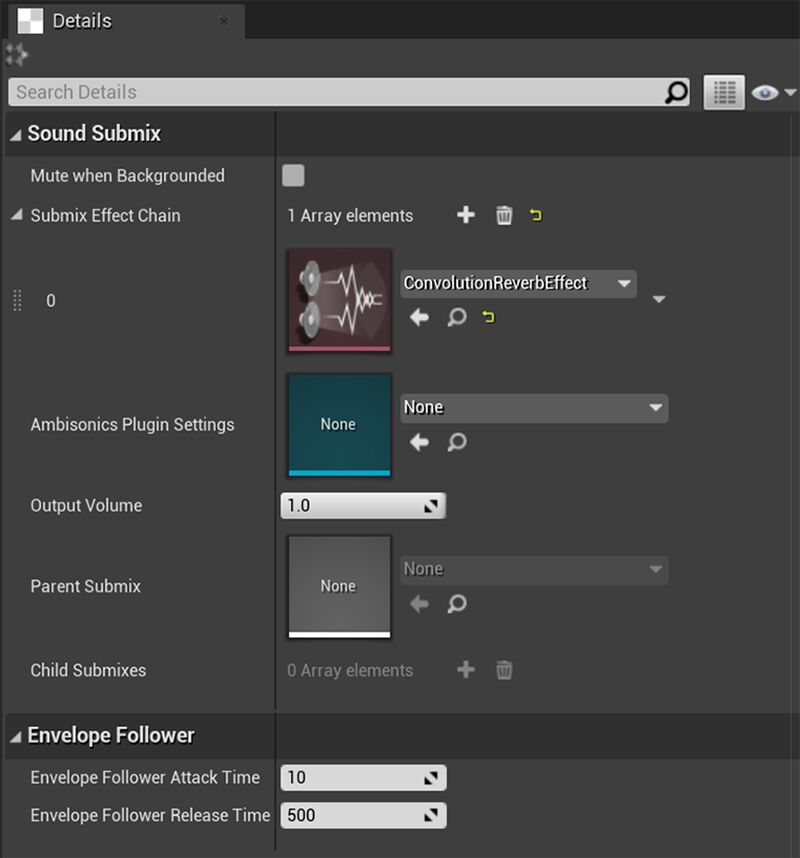 Details
Search Details
Sound Submix
Mute when Backgrounded
Submix Effect Chain
1 Array elements
0
ConvolutionReverbEffect
Ambisonics Plugin Settings
None
None
Output Volume
1.0
Parent Submix
None
None
Child Submixes
0 Array elements
Envelope Follower
Envelope Follower Attack Time
10
Envelope Follower Release Time
500